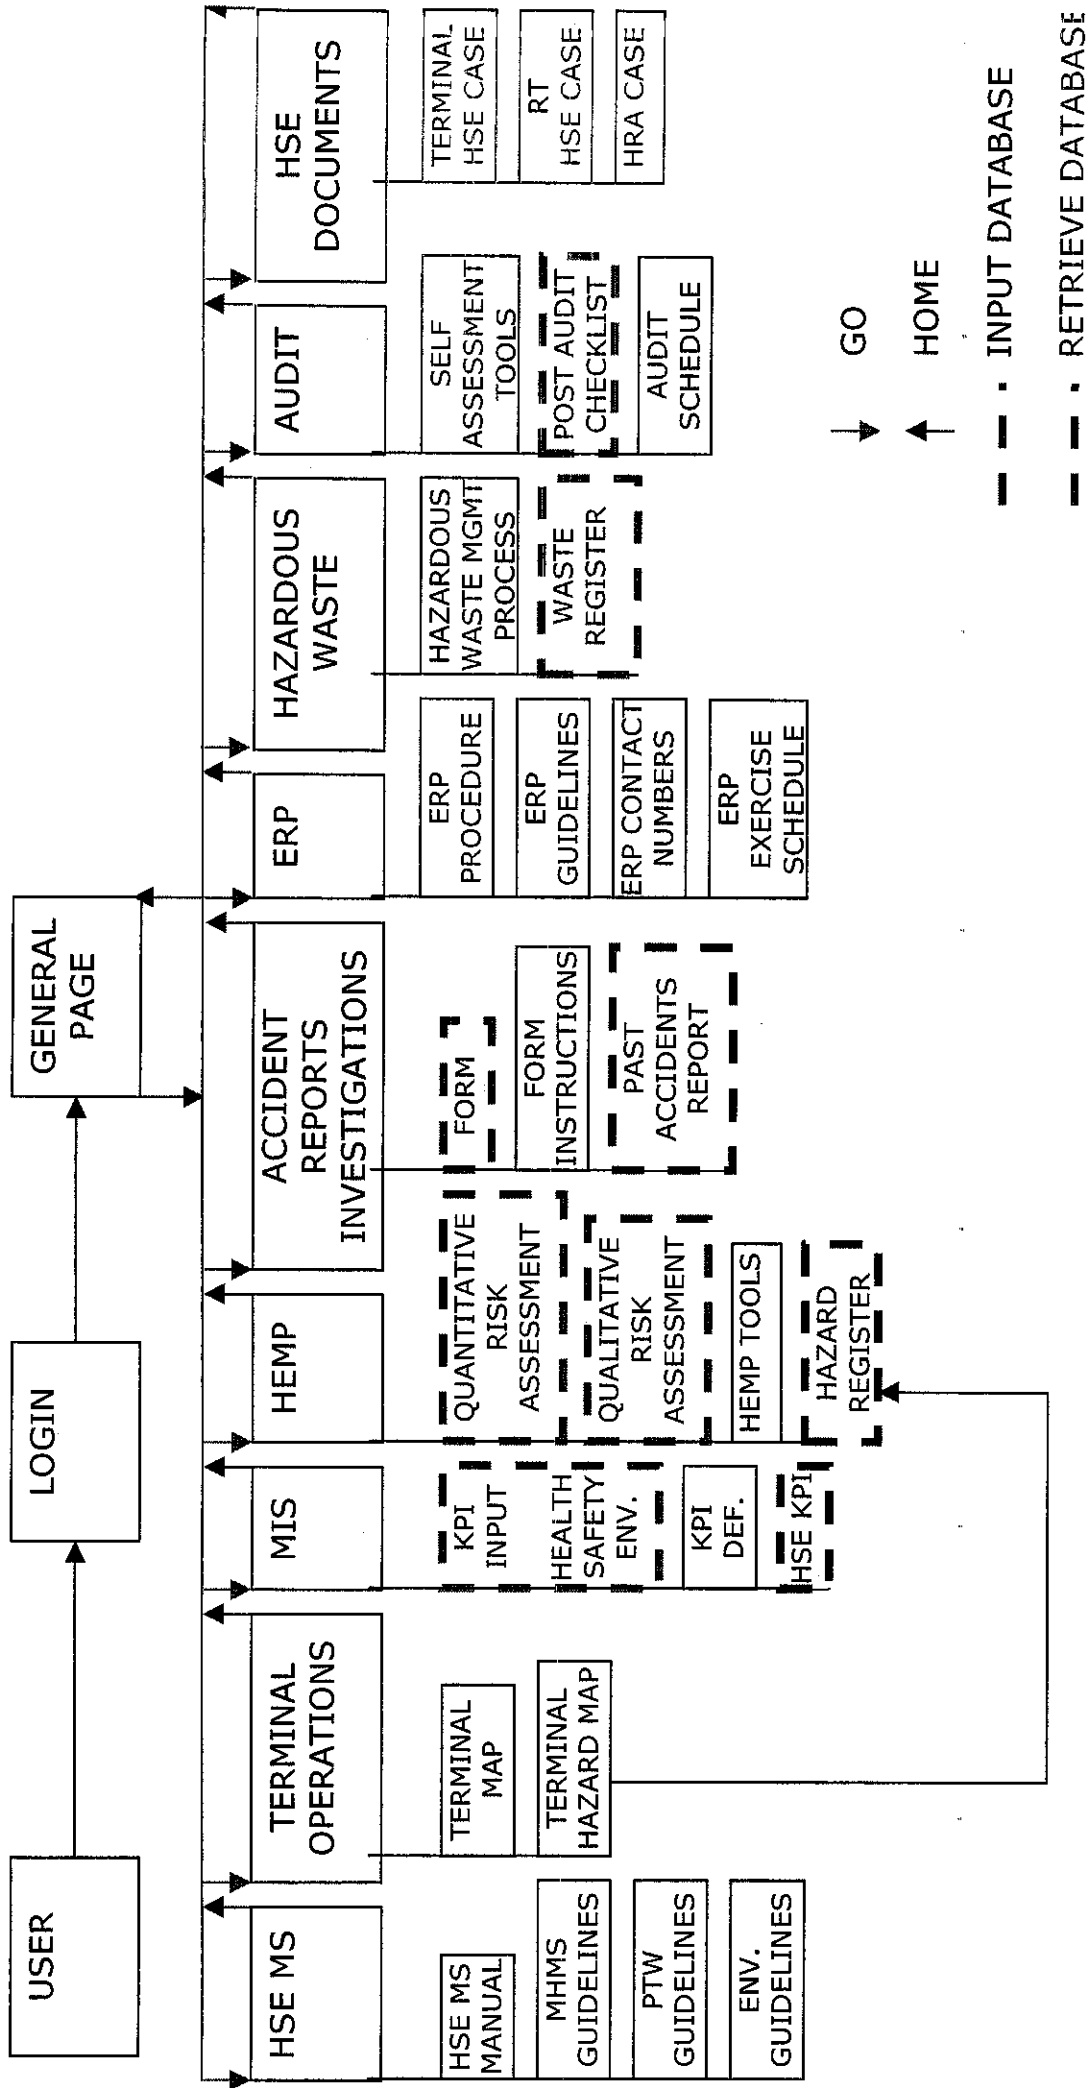 USER
LOGIN
GENERAL
PAGE
HSE MS
HSE MS
MANUAL
MHMS
GUIDELINES
PTW
GUIDELINES
ENV.
GUIDELINES
TERMINAL
OPERATIONS
TERMINAL
MAP
TERMINAL
HAZARD MAP
MIS
KPI
INPUT
HEALTH
SAFETY
ENV.
KPI
DEF.
HSE KPI
HEMP
QUANTITATIVE
RISK
ASSESSMENT
QUALITATIVE
RISK
ASSESSMENT
HEMP TOOLS
HAZARD
REGISTER
ACCIDENT
REPORTS
INVESTIGATIONS
FORM
FORM
INSTRUCTIONS
PAST
ACCIDENTS
REPORT
ERP
ERP
PROCEDURE
ERP
GUIDELINES
ERP CONTACT
NUMBERS
ERP
EXERCISE
SCHEDULE
HAZARDOUS
WASTE
HAZARDOUS
WASTE MGMT
PROCESS
WASTE
REGISTER
AUDIT
SELF
ASSESSMENT
TOOLS
POST AUDIT
CHECKLIST
AUDIT
SCHEDULE
HSE
DOCUMENTS
TERMINAL
HSE CASE
RT
HSE CASE
HRA CASE
GO
HOME
INPUT DATABASE
RETRIEVE DATABASE